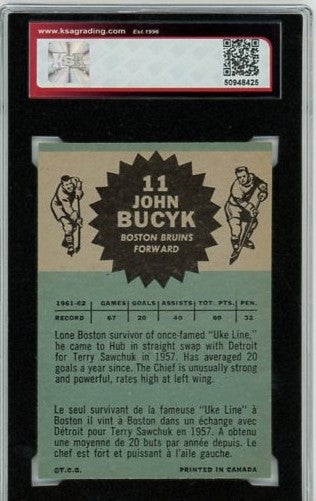 www.ksagrading.com Est 1996
KSA
50948425
11
JOHN
BUCYK
BOSTON BRUINS
FORWARD
1961-62 GAMES GOALS ASSISTS TOT. PTS. PEN.
RECORD 67 20 40 60 32
Lone Boston survivor of once-famed "Uke Line,"
he came to Hub in straight swap with Detroit
for Terry Sawchuk in 1957. Has averaged 20
goals a year since. The Chief is unusually strong
and powerful, rates high at left wing.
Le seul survivant de la fameuse "Uke Line" à
Boston il vint à Boston dans un échange avec
Détroit pour Terry Sawchuk en 1957. A obtenu
une moyenne de 20 buts par année depuis. Le
chef est fort et puissant à l'aile gauche.
©T.C.G. PRINTED IN CANADA